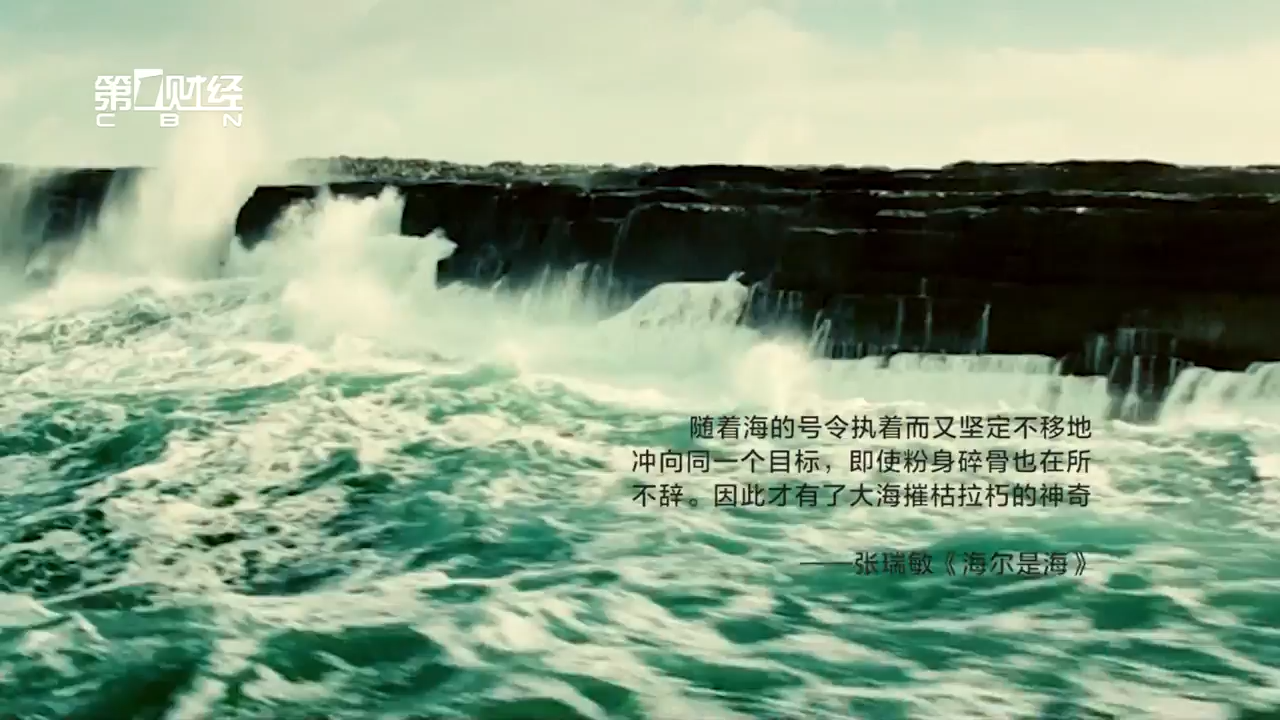 第一财经
CBN
随着海的号令执着而又坚定不移地
冲向同一个目标，即使粉身碎骨也在所
不辞。因此才有了大海摧枯拉朽的神奇
——张瑞敏《海尔是海》